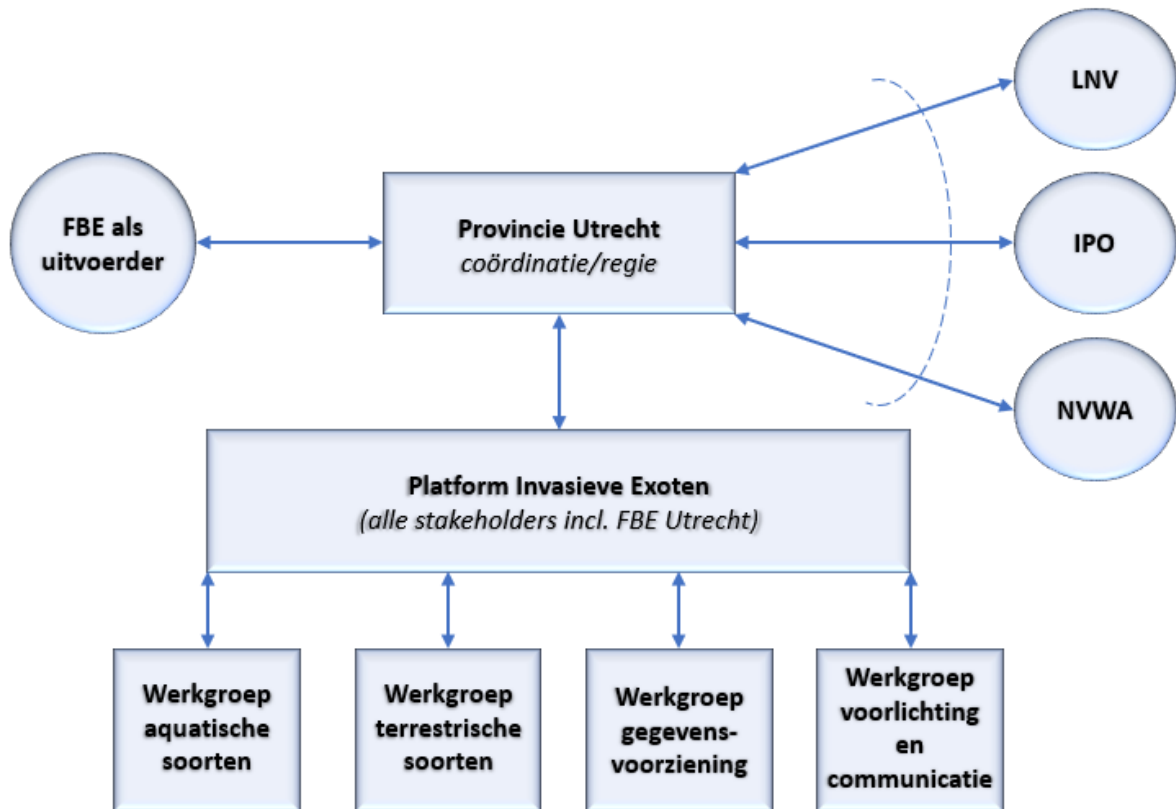 LNV
FBE als
uitvoerder
Provincie Utrecht
coördinatie/regie
IPO
NVWA
Platform Invasieve Exoten
(alle stakeholders incl. FBE Utrecht)
Werkgroep
aquatische
soorten
Werkgroep
terrestrische
soorten
Werkgroep
gegevens-
voorziening
Werkgroep
voorlichting
en
communicatie